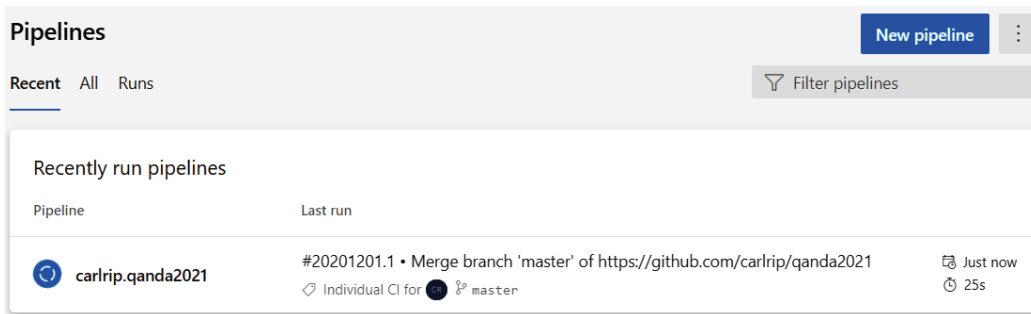 Pipelines
New pipeline
Recent All Runs
Filter pipelines
Recently run pipelines
Pipeline Last run
carlrip.qanda2021
#20201201.1 • Merge branch 'master' of https://github.com/carlrip/qanda2021
Individual CI for CR master
Just now
25s